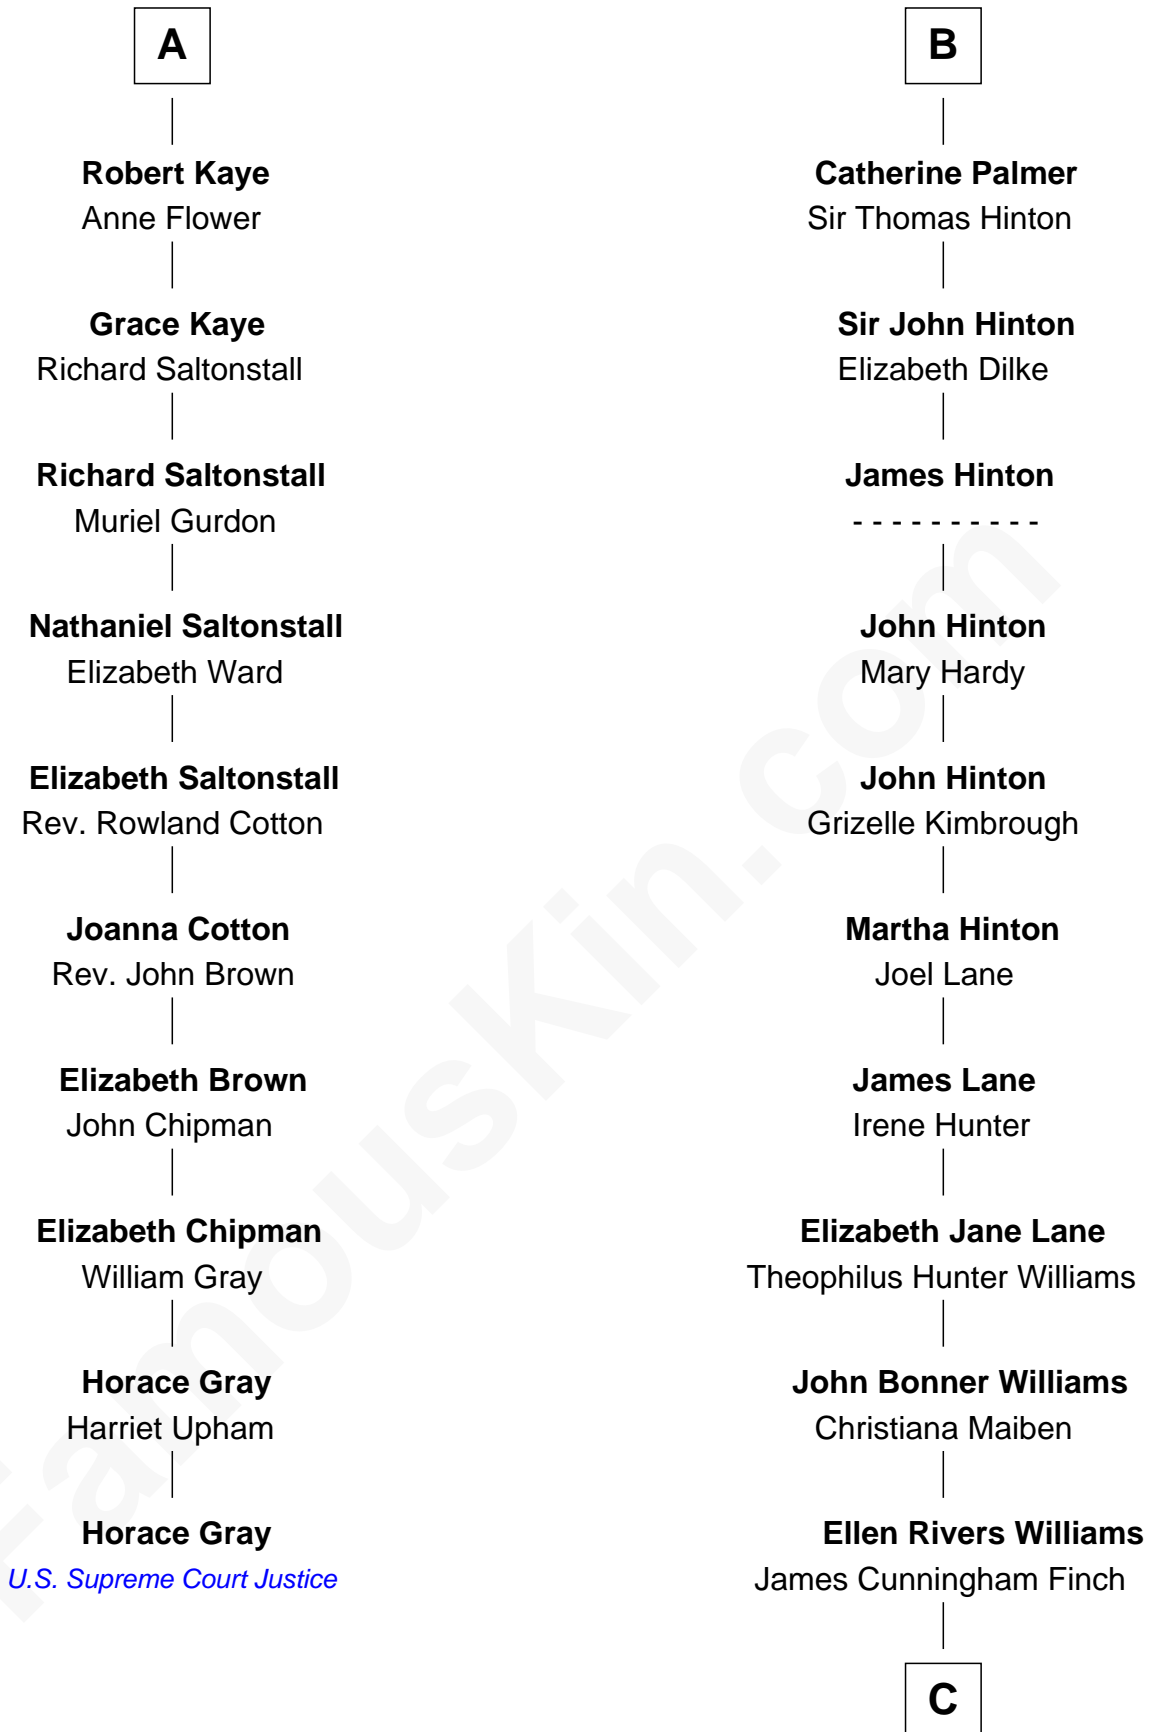 A
Robert Kaye
Anne Flower
Grace Kaye
Richard Saltonstall
Richard Saltonstall
Muriel Gurdon
Nathaniel Saltonstall
Elizabeth Ward
Elizabeth Saltonstall
Rev. Rowland Cotton
Joanna Cotton
Rev. John Brown
Elizabeth Brown
John Chipman
Elizabeth Chipman
William Gray
Horace Gray
Harriet Upham
Horace Gray
U.S. Supreme Court Justice
B
Catherine Palmer
Sir Thomas Hinton
Sir John Hinton
Elizabeth Dilke
James Hinton
- - - - - - - - - -
John Hinton
Mary Hardy
John Hinton
Grizelle Kimbrough
Martha Hinton
Joel Lane
James Lane
Irene Hunter
Elizabeth Jane Lane
Theophilus Hunter Williams
John Bonner Williams
Christiana Maiben
Ellen Rivers Williams
James Cunningham Finch
C
FamousKin.com